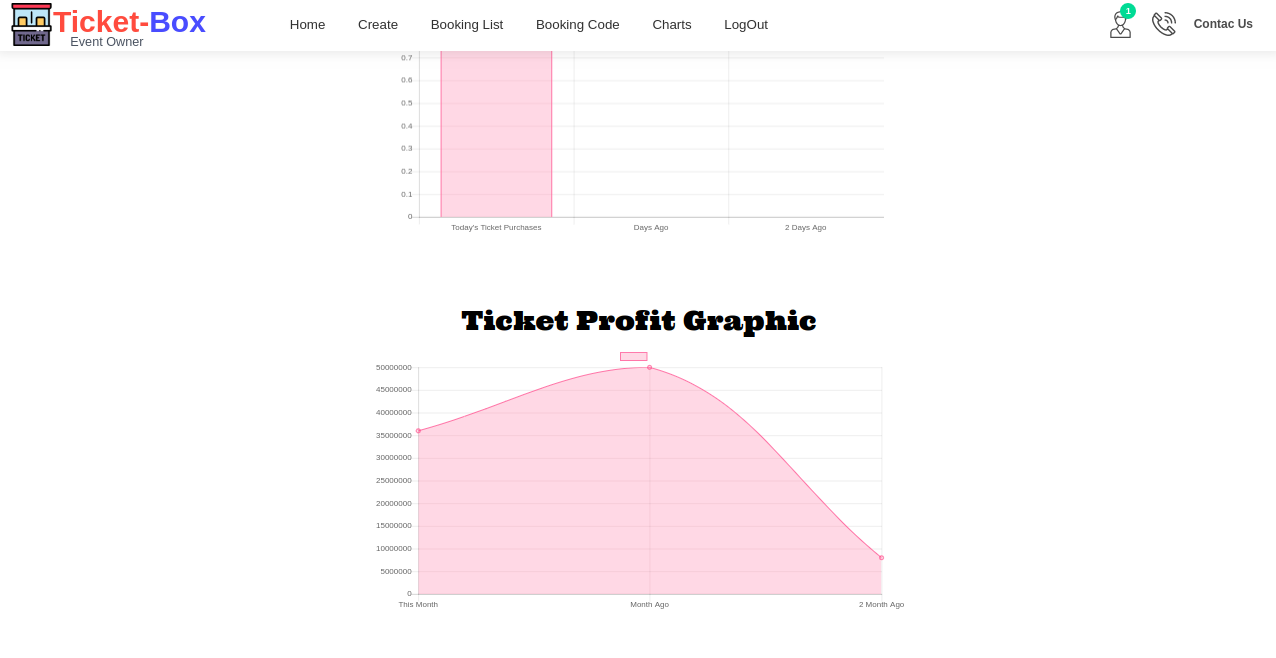 Ticket-Box
Event Owner
TICKET
Home Create Booking List Booking Code Charts LogOut
1
Contac Us
0.7
0.6
0.5
0.4
0.3
0.2
0.1
0
Today's Ticket Purchases Days Ago 2 Days Ago
Ticket Profit Graphic
50000000
45000000
40000000
35000000
30000000
25000000
20000000
15000000
10000000
5000000
0
This Month Month Ago 2 Month Ago